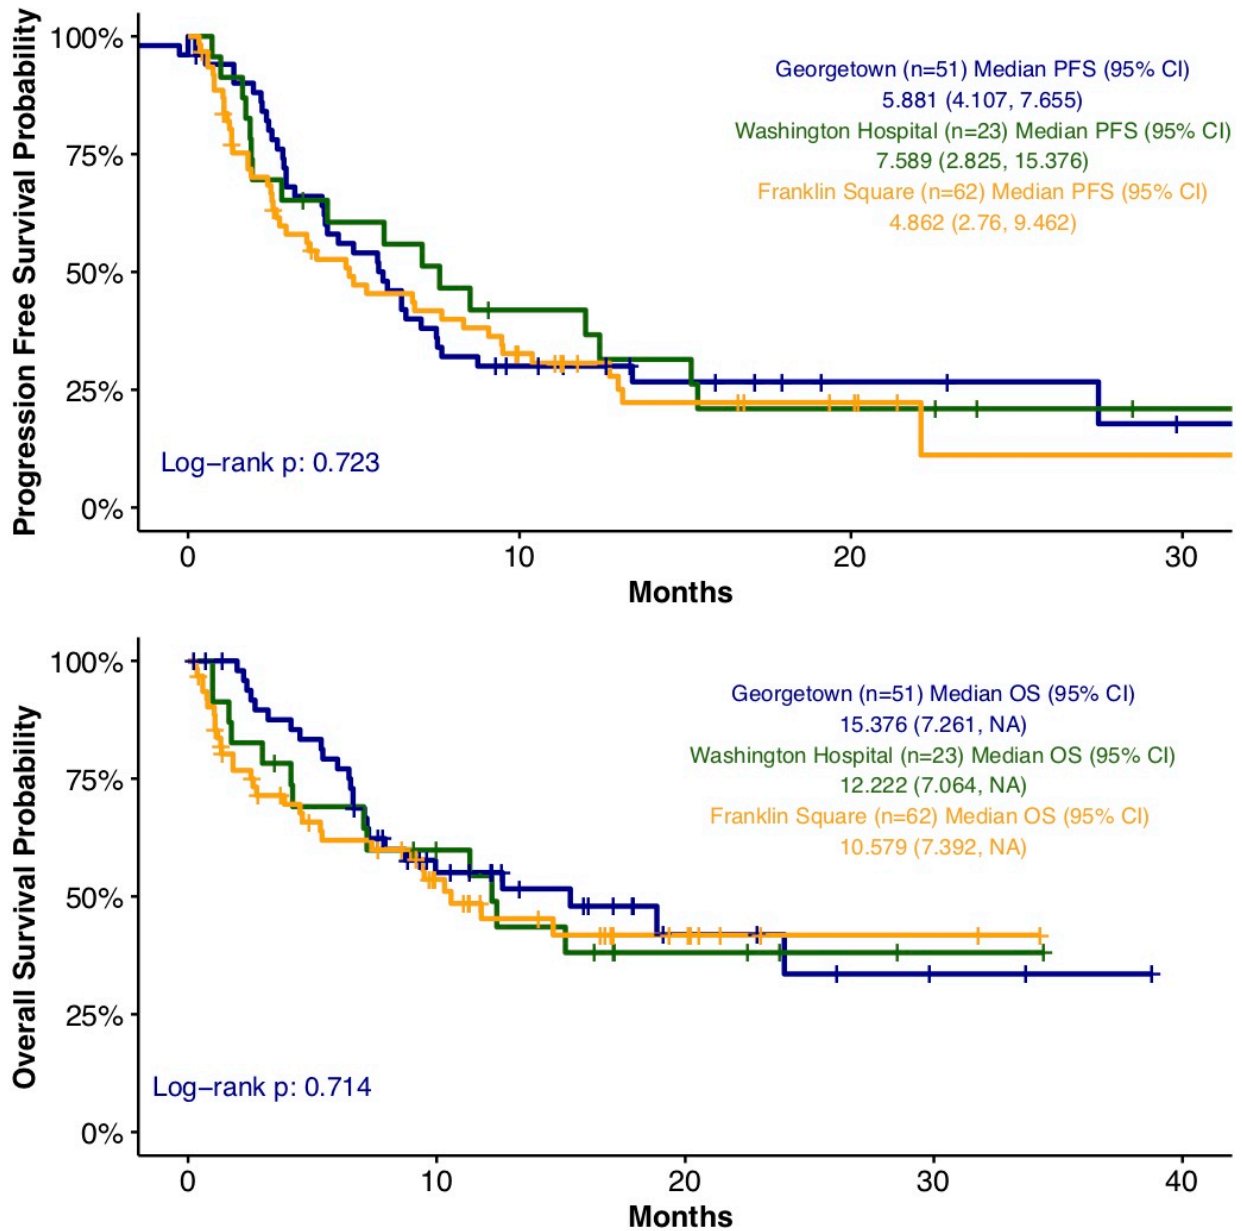 Progression Free Survival Probability
100%
75%
50%
25%
0%
Georgetown (n=51) Median PFS (95% CI)
5.881 (4.107, 7.655)
Washington Hospital (n=23) Median PFS (95% CI)
7.589 (2.825, 15.376)
Franklin Square (n=62) Median PFS (95% CI)
4.862 (2.76, 9.462)
Log−rank p: 0.723
0 10 20 30
Months
Overall Survival Probability
100%
75%
50%
25%
0%
Georgetown (n=51) Median OS (95% CI)
15.376 (7.261, NA)
Washington Hospital (n=23) Median OS (95% CI)
12.222 (7.064, NA)
Franklin Square (n=62) Median OS (95% CI)
10.579 (7.392, NA)
Log−rank p: 0.714
0 10 20 30 40
Months